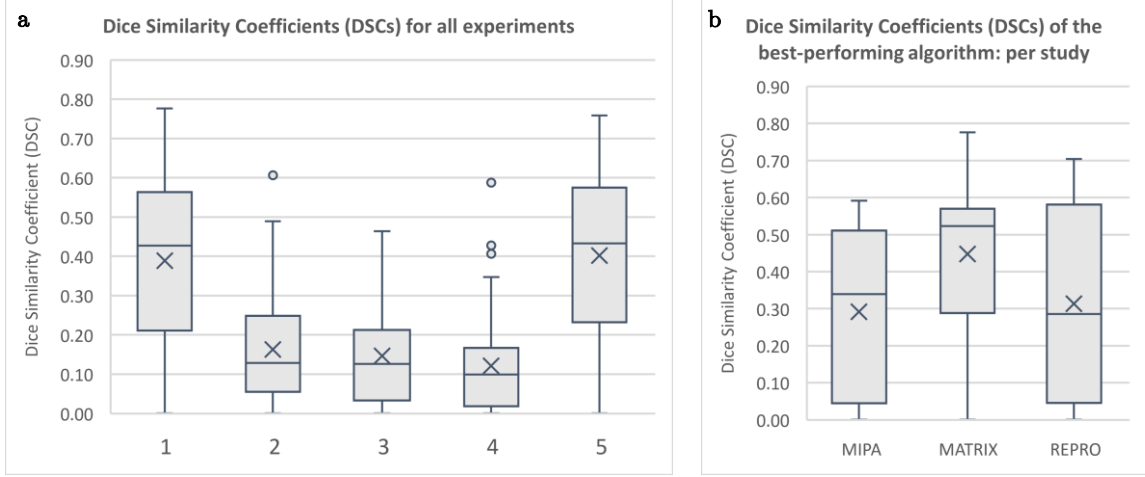 a
Dice Similarity Coefficients (DSCs) for all experiments
Dice Similarity Coefficient (DSC)
0.90
0.80
0.70
0.60
0.50
0.40
0.30
0.20
0.10
0.00
1 2 3 4 5
b
Dice Similarity Coefficients (DSCs) of the
best-performing algorithm: per study
Dice Similarity Coefficient (DSC)
0.90
0.80
0.70
0.60
0.50
0.40
0.30
0.20
0.10
0.00
MIPA MATRIX REPRO